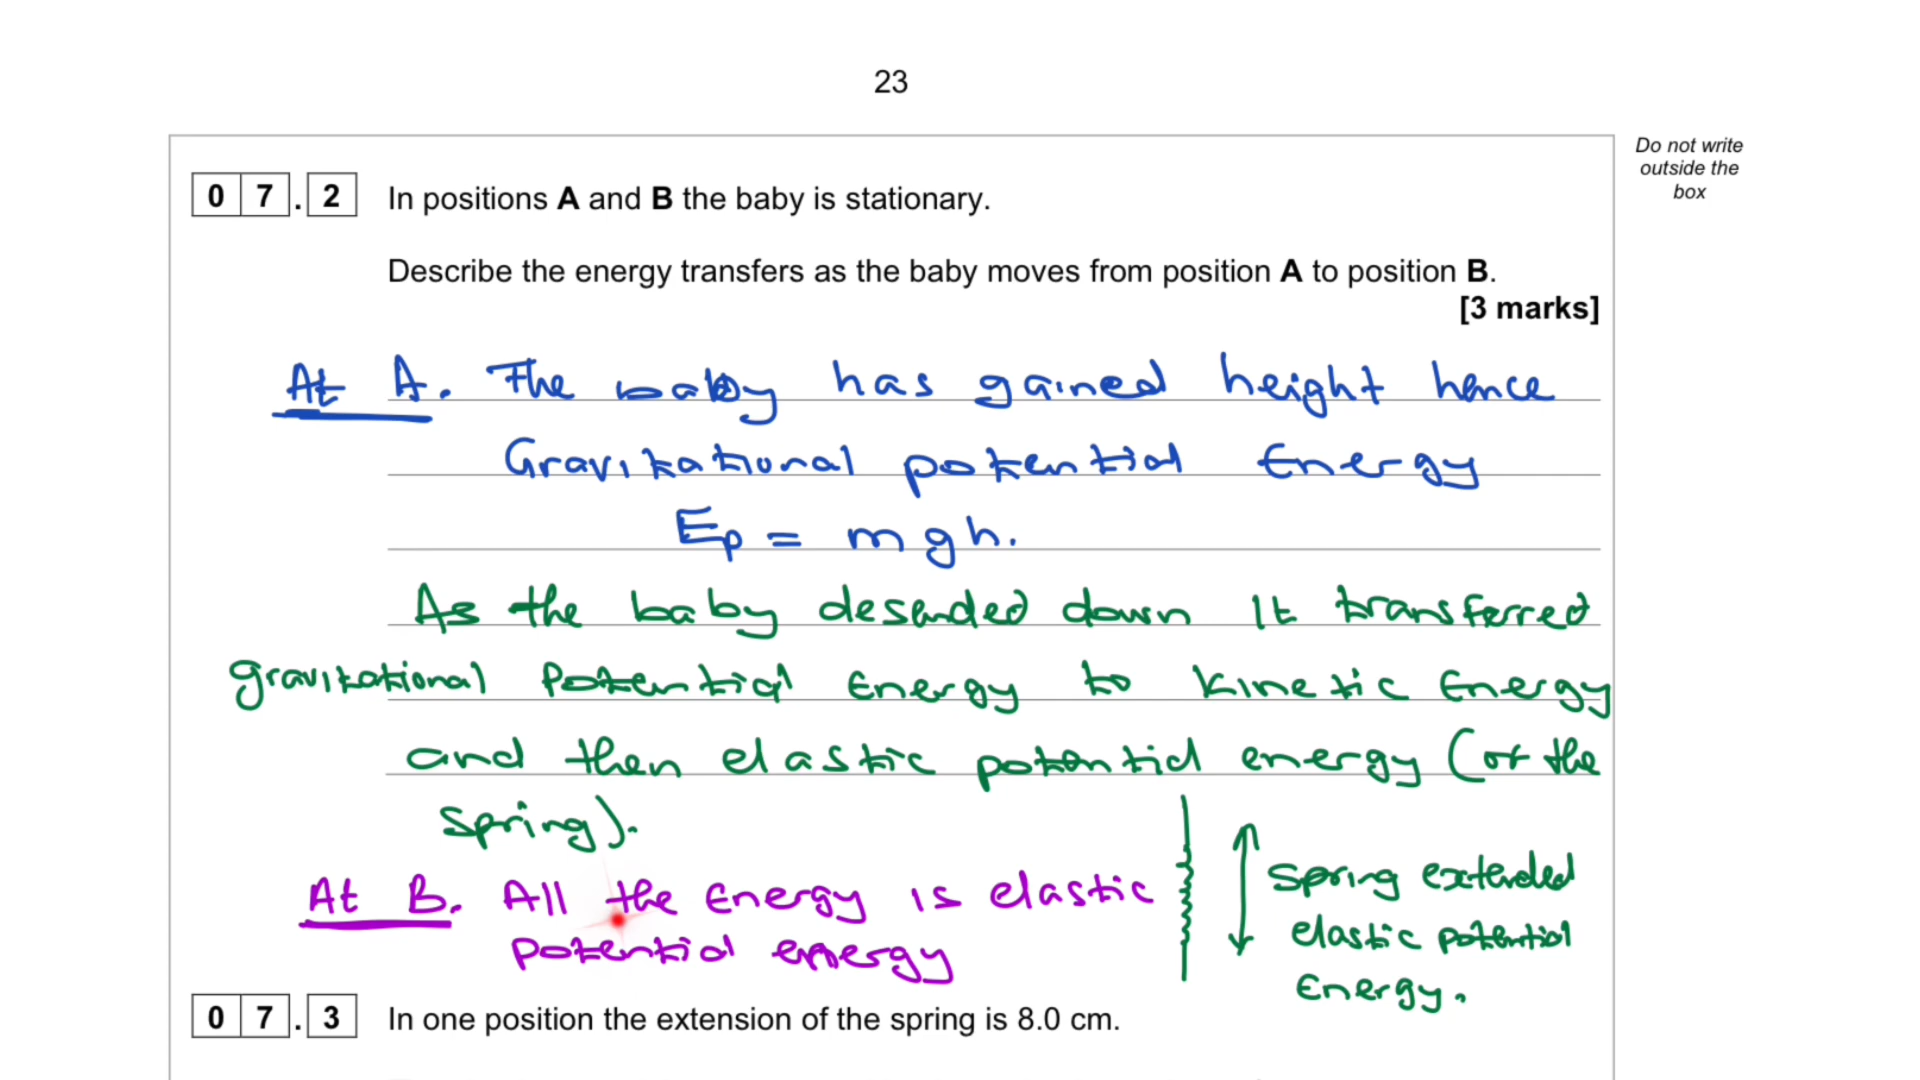 23
Do not write
outside the
box
0 7 . 2 In positions A and B the baby is stationary.
Describe the energy transfers as the baby moves from position A to position B.
[3 marks]
At A. The baby has gained height hence
Gravitational potential Energy
Ep = mgh.
As the baby desended down It transferred
gravitational Potential Energy to Kinetic Energy
and then elastic potential energy (of the
Spring).
At B. All the Energy is elastic
potential energy
Spring extended
elastic potential
Energy.
0 7 . 3 In one position the extension of the spring is 8.0 cm.